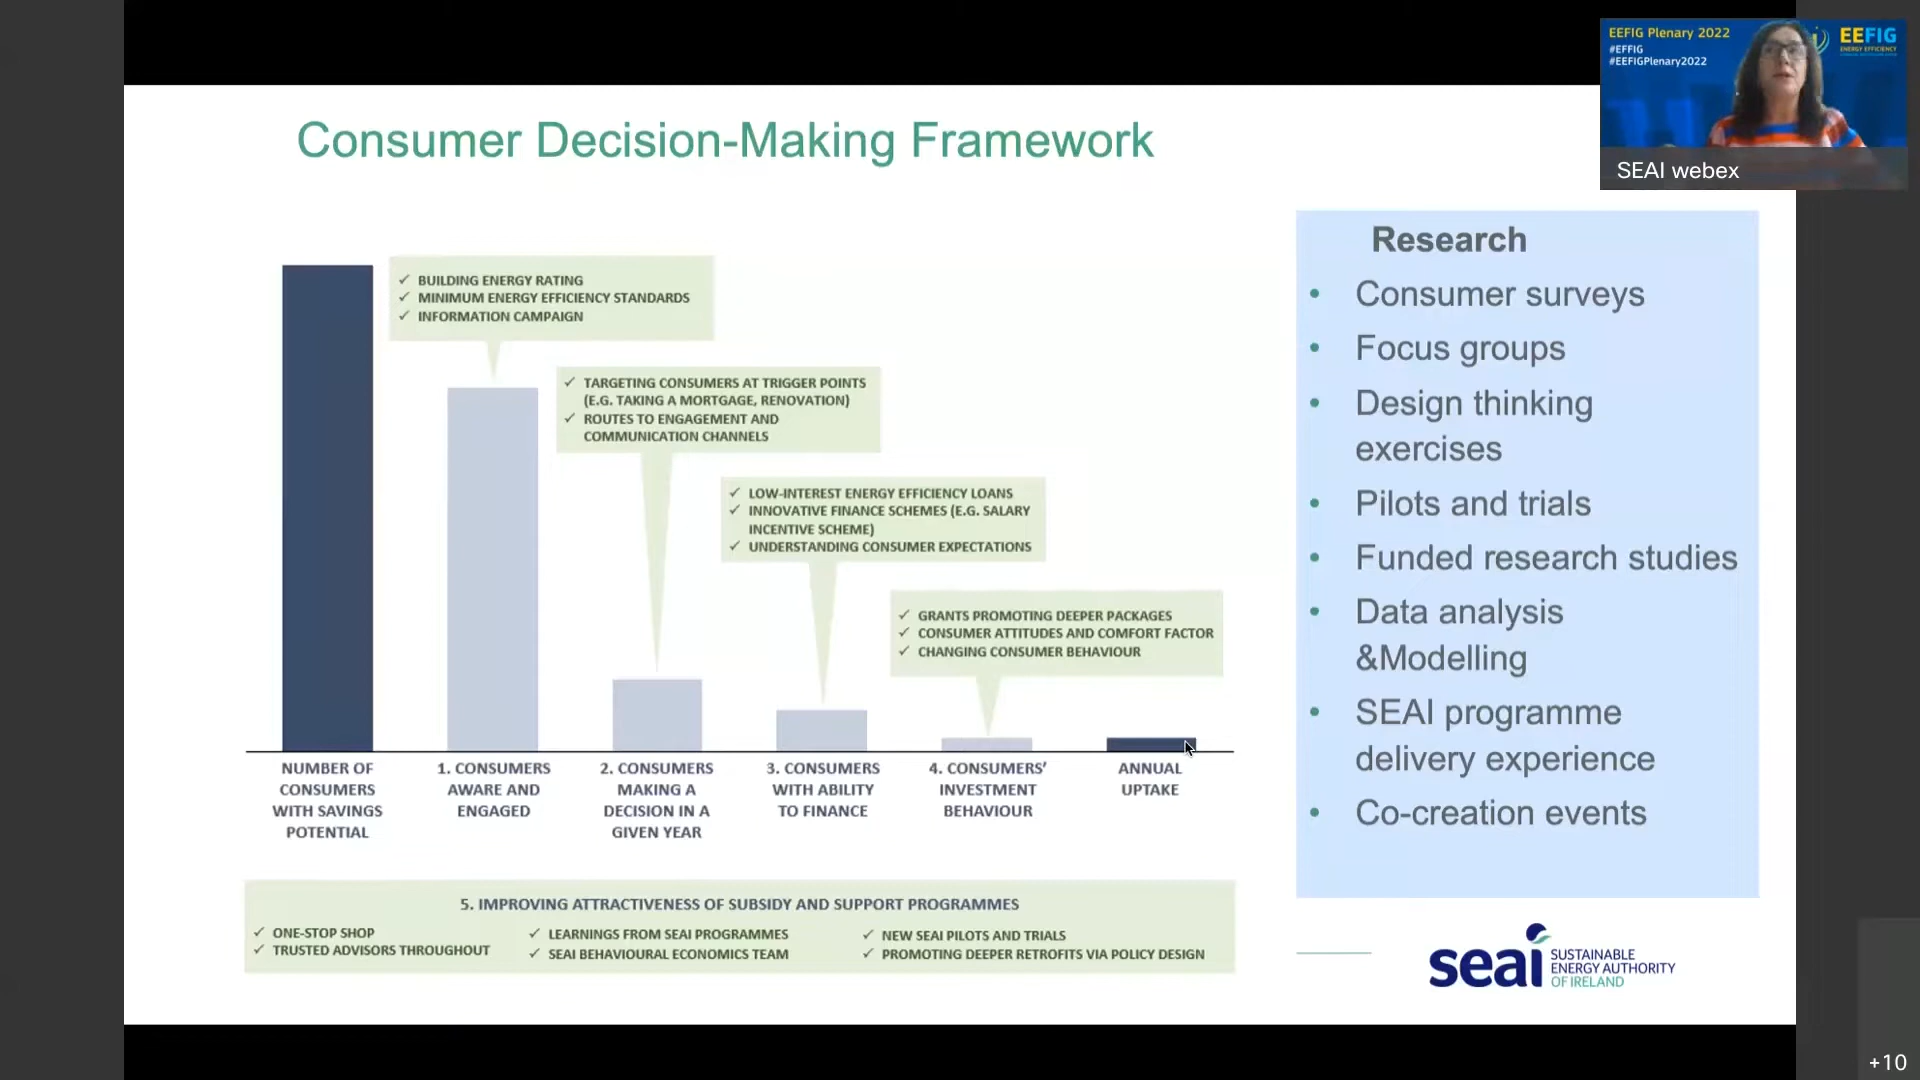 EEFIG Plenary 2022
#EFFIG
#EEFIGPlenary2022
EEFIG
ENERGY EFFICIENCY
SEAI webex
Consumer Decision-Making Framework
✓ BUILDING ENERGY RATING
✓ MINIMUM ENERGY EFFICIENCY STANDARDS
✓ INFORMATION CAMPAIGN
✓ TARGETING CONSUMERS AT TRIGGER POINTS
(E.G. TAKING A MORTGAGE, RENOVATION)
✓ ROUTES TO ENGAGEMENT AND
COMMUNICATION CHANNELS
✓ LOW-INTEREST ENERGY EFFICIENCY LOANS
✓ INNOVATIVE FINANCE SCHEMES (E.G. SALARY
INCENTIVE SCHEME)
✓ UNDERSTANDING CONSUMER EXPECTATIONS
✓ GRANTS PROMOTING DEEPER PACKAGES
✓ CONSUMER ATTITUDES AND COMFORT FACTOR
✓ CHANGING CONSUMER BEHAVIOUR
NUMBER OF
CONSUMERS
WITH SAVINGS
POTENTIAL
1. CONSUMERS
AWARE AND
ENGAGED
2. CONSUMERS
MAKING A
DECISION IN A
GIVEN YEAR
3. CONSUMERS
WITH ABILITY
TO FINANCE
4. CONSUMERS’
INVESTMENT
BEHAVIOUR
ANNUAL
UPTAKE
5. IMPROVING ATTRACTIVENESS OF SUBSIDY AND SUPPORT PROGRAMMES
✓ ONE-STOP SHOP
✓ TRUSTED ADVISORS THROUGHOUT
✓ LEARNINGS FROM SEAI PROGRAMMES
✓ SEAI BEHAVIOURAL ECONOMICS TEAM
✓ NEW SEAI PILOTS AND TRIALS
✓ PROMOTING DEEPER RETROFITS VIA POLICY DESIGN
Research
• Consumer surveys
• Focus groups
• Design thinking
exercises
• Pilots and trials
• Funded research studies
• Data analysis
&Modelling
• SEAI programme
delivery experience
• Co-creation events
seai
SUSTAINABLE
ENERGY AUTHORITY
OF IRELAND
+10